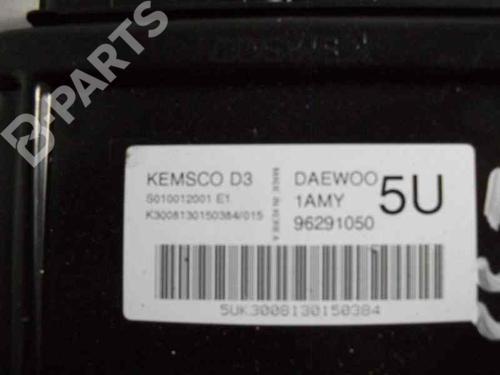 KEMSCO D3
S010012001 E1
K3008130150384/015
MADE IN KOREA
DAEWOO
1AMY
96291050
5U
5UK3008130150384
B-PARTS